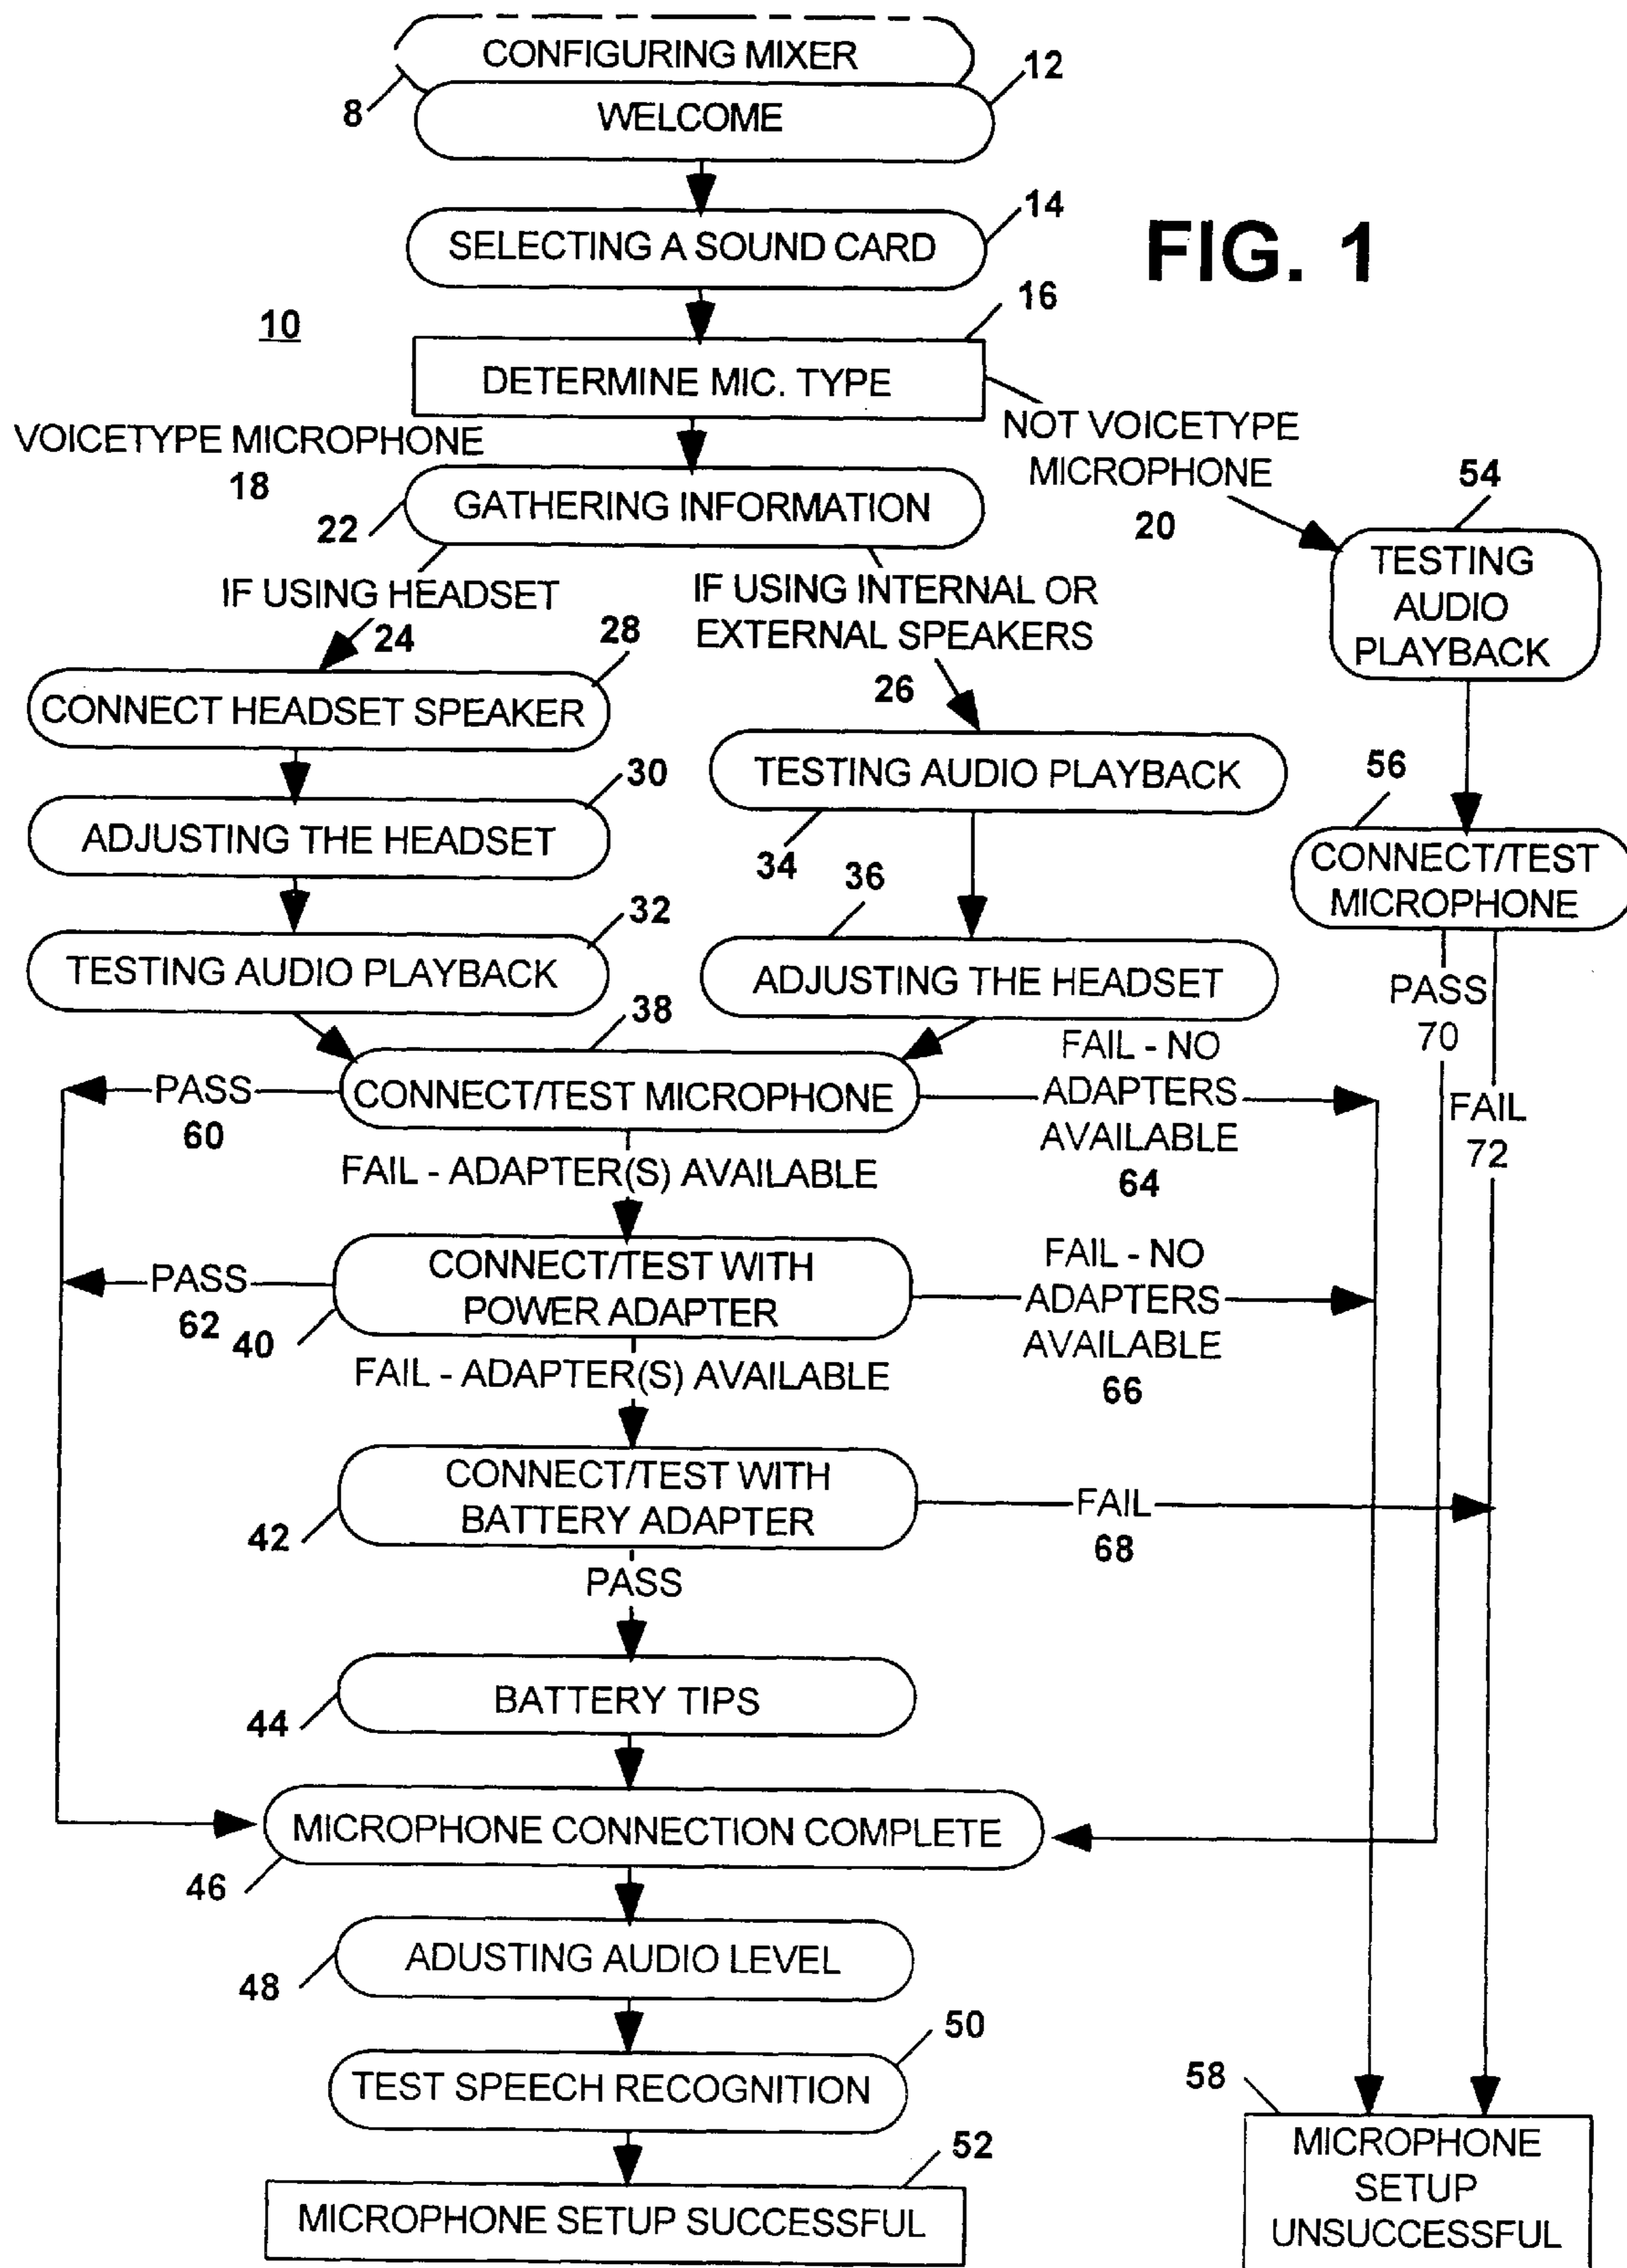 CONFIGURING MIXER
8
12
WELCOME
14
SELECTING A SOUND CARD
FIG. 1
10
16
DETERMINE MIC. TYPE
VOICETYPE MICROPHONE
18
NOT VOICETYPE
MICROPHONE
20
22
GATHERING INFORMATION
54
TESTING
AUDIO
PLAYBACK
IF USING HEADSET
24
IF USING INTERNAL OR
EXTERNAL SPEAKERS
26
28
CONNECT HEADSET SPEAKER
30
ADJUSTING THE HEADSET
32
TESTING AUDIO PLAYBACK
TESTING AUDIO PLAYBACK
34
36
ADJUSTING THE HEADSET
56
CONNECT/TEST
MICROPHONE
PASS
70
FAIL
72
38
CONNECT/TEST MICROPHONE
PASS
60
FAIL - NO
ADAPTERS
AVAILABLE
64
FAIL - ADAPTER(S) AVAILABLE
CONNECT/TEST WITH
POWER ADAPTER
PASS
62
40
FAIL - NO
ADAPTERS
AVAILABLE
66
FAIL - ADAPTER(S) AVAILABLE
CONNECT/TEST WITH
BATTERY ADAPTER
42
FAIL
68
PASS
BATTERY TIPS
44
MICROPHONE CONNECTION COMPLETE
46
ADUSTING AUDIO LEVEL
48
50
TEST SPEECH RECOGNITION
52
MICROPHONE SETUP SUCCESSFUL
58
MICROPHONE
SETUP
UNSUCCESSFUL